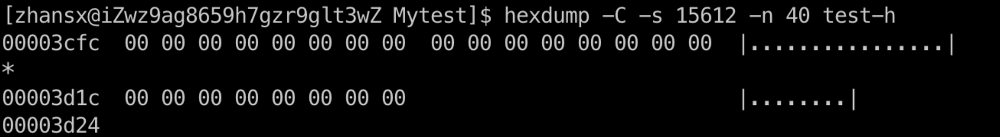 [zhansx@iZwz9ag8659h7gzr9glt3wZ Mytest]$ hexdump -C -s 15612 -n 40 test-h
00003cfc  00 00 00 00 00 00 00 00  00 00 00 00 00 00 00 00  |................|
*
00003d1c  00 00 00 00 00 00 00 00                           |........|
00003d24